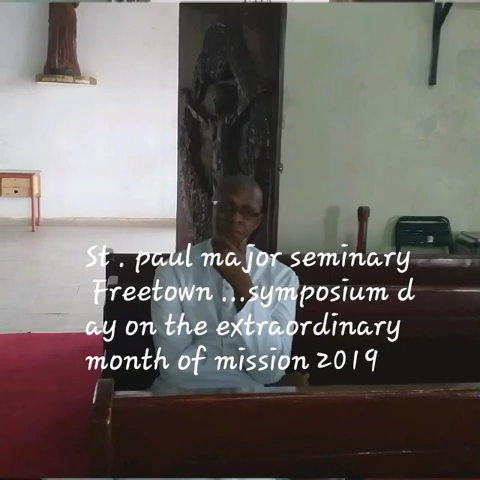 St . paul major seminary
Freetown ...symposium d
ay on the extraordinary
month of mission 2019